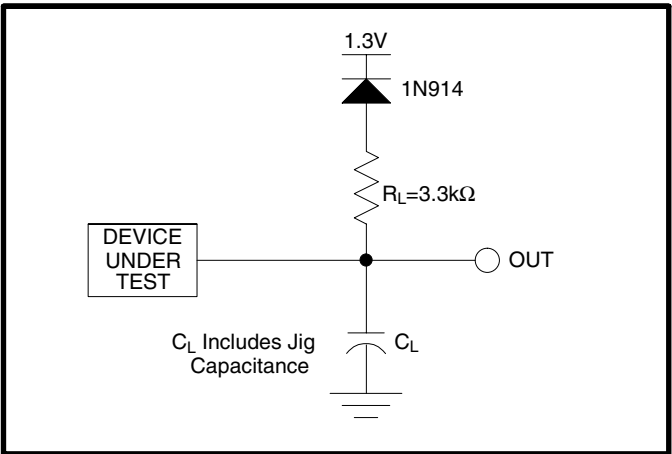 1.3V
1N914
RL=3.3kΩ
DEVICE
UNDER
TEST
OUT
CL Includes Jig
Capacitance
CL